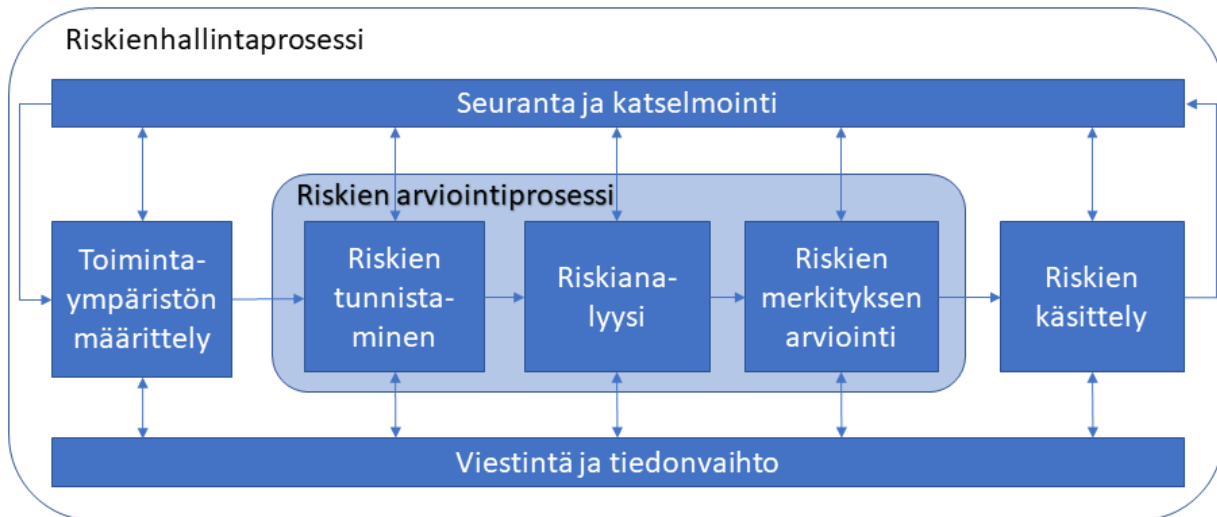 Riskienhallintaprosessi
Seuranta ja katselmointi
Riskien arviointiprosessi
Toiminta-
ympäristön
määrittely
Riskien
tunnista-
minen
Riskiana-
lyysi
Riskien
merkityksen
arviointi
Riskien
käsittely
Viestintä ja tiedonvaihto